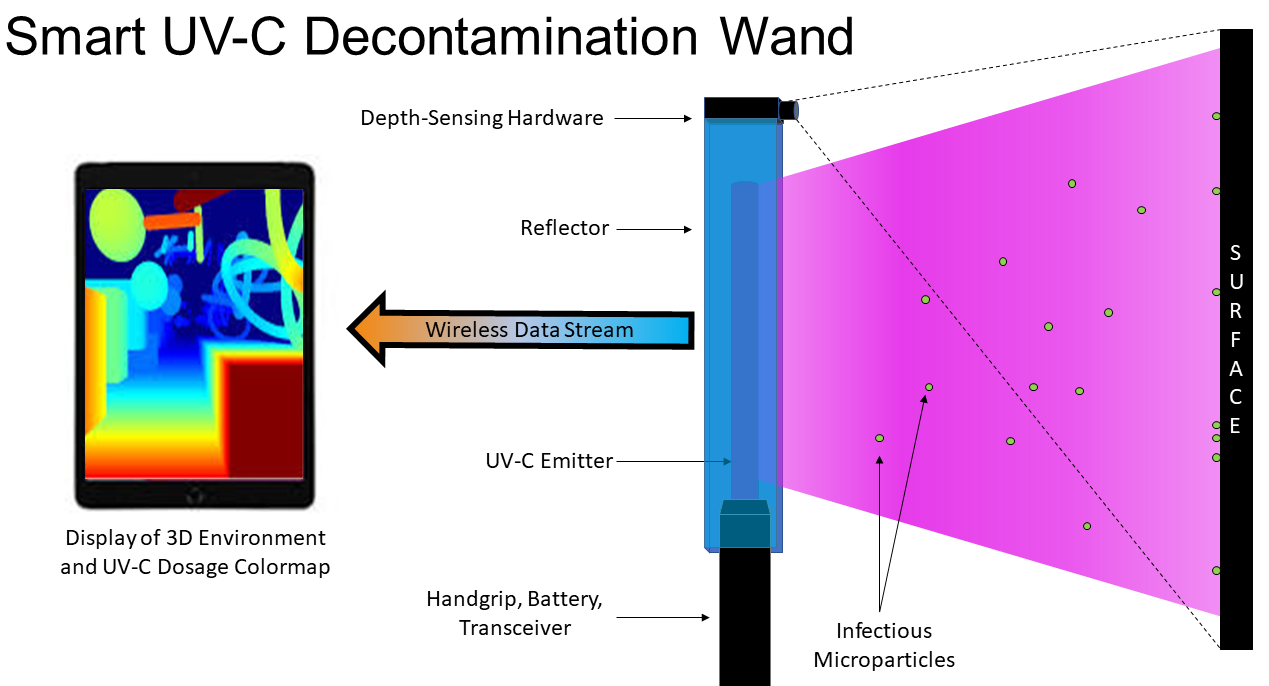 Smart UV-C Decontamination Wand
Depth-Sensing Hardware
Reflector
Wireless Data Stream
UV-C Emitter
Display of 3D Environment
and UV-C Dosage Colormap
Handgrip, Battery,
Transceiver
Infectious
Microparticles
SURFACE